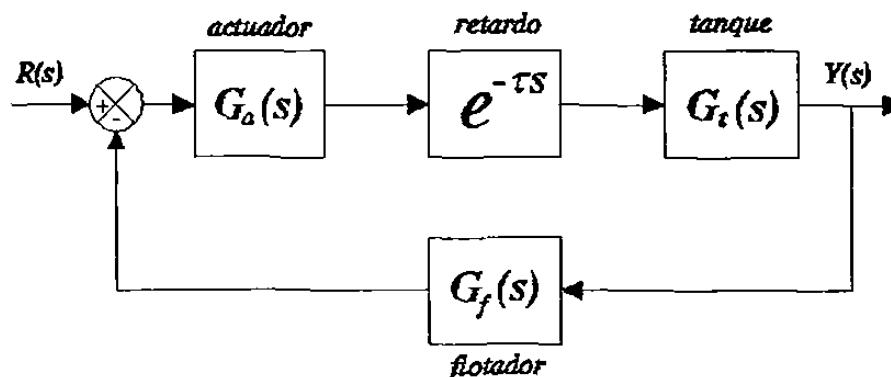 actuador
retardo
tanque
R(s)
+
-
G_a(s)
e^{-τs}
G_t(s)
Y(s)
G_f(s)
flotador